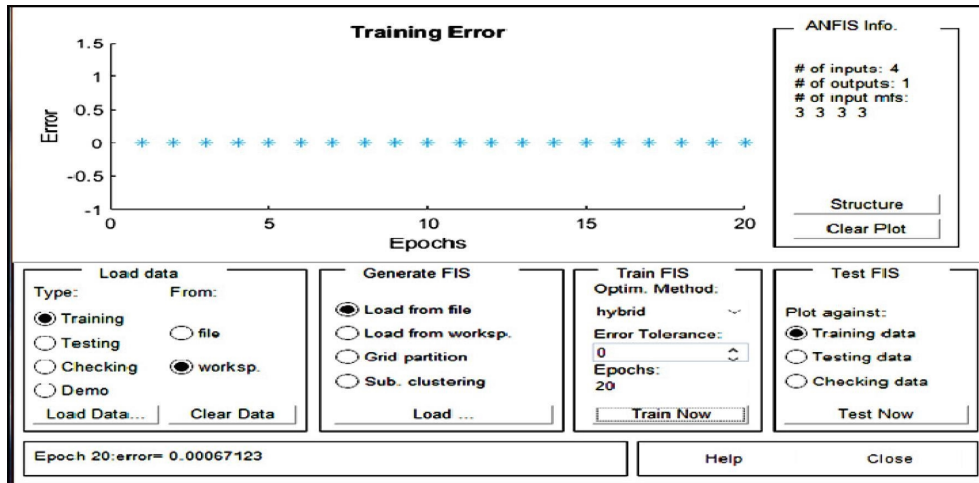 Training Error
1.5
1
0.5
0
-0.5
-1
Error
0 5 10 15 20
Epochs
ANFIS Info.
# of inputs: 4
# of outputs: 1
# of input mfs:
3 3 3 3
Structure
Clear Plot
Load data
Type: From:
Training
Testing
Checking
Demo
file
worksp.
Load Data... Clear Data
Generate FIS
Load from file
Load from worksp.
Grid partition
Sub. clustering
Load ...
Train FIS
Optim. Method:
hybrid
Error Tolerance:
0
Epochs:
20
Train Now
Test FIS
Plot against:
Training data
Testing data
Checking data
Test Now
Epoch 20:error= 0.00067123
Help Close